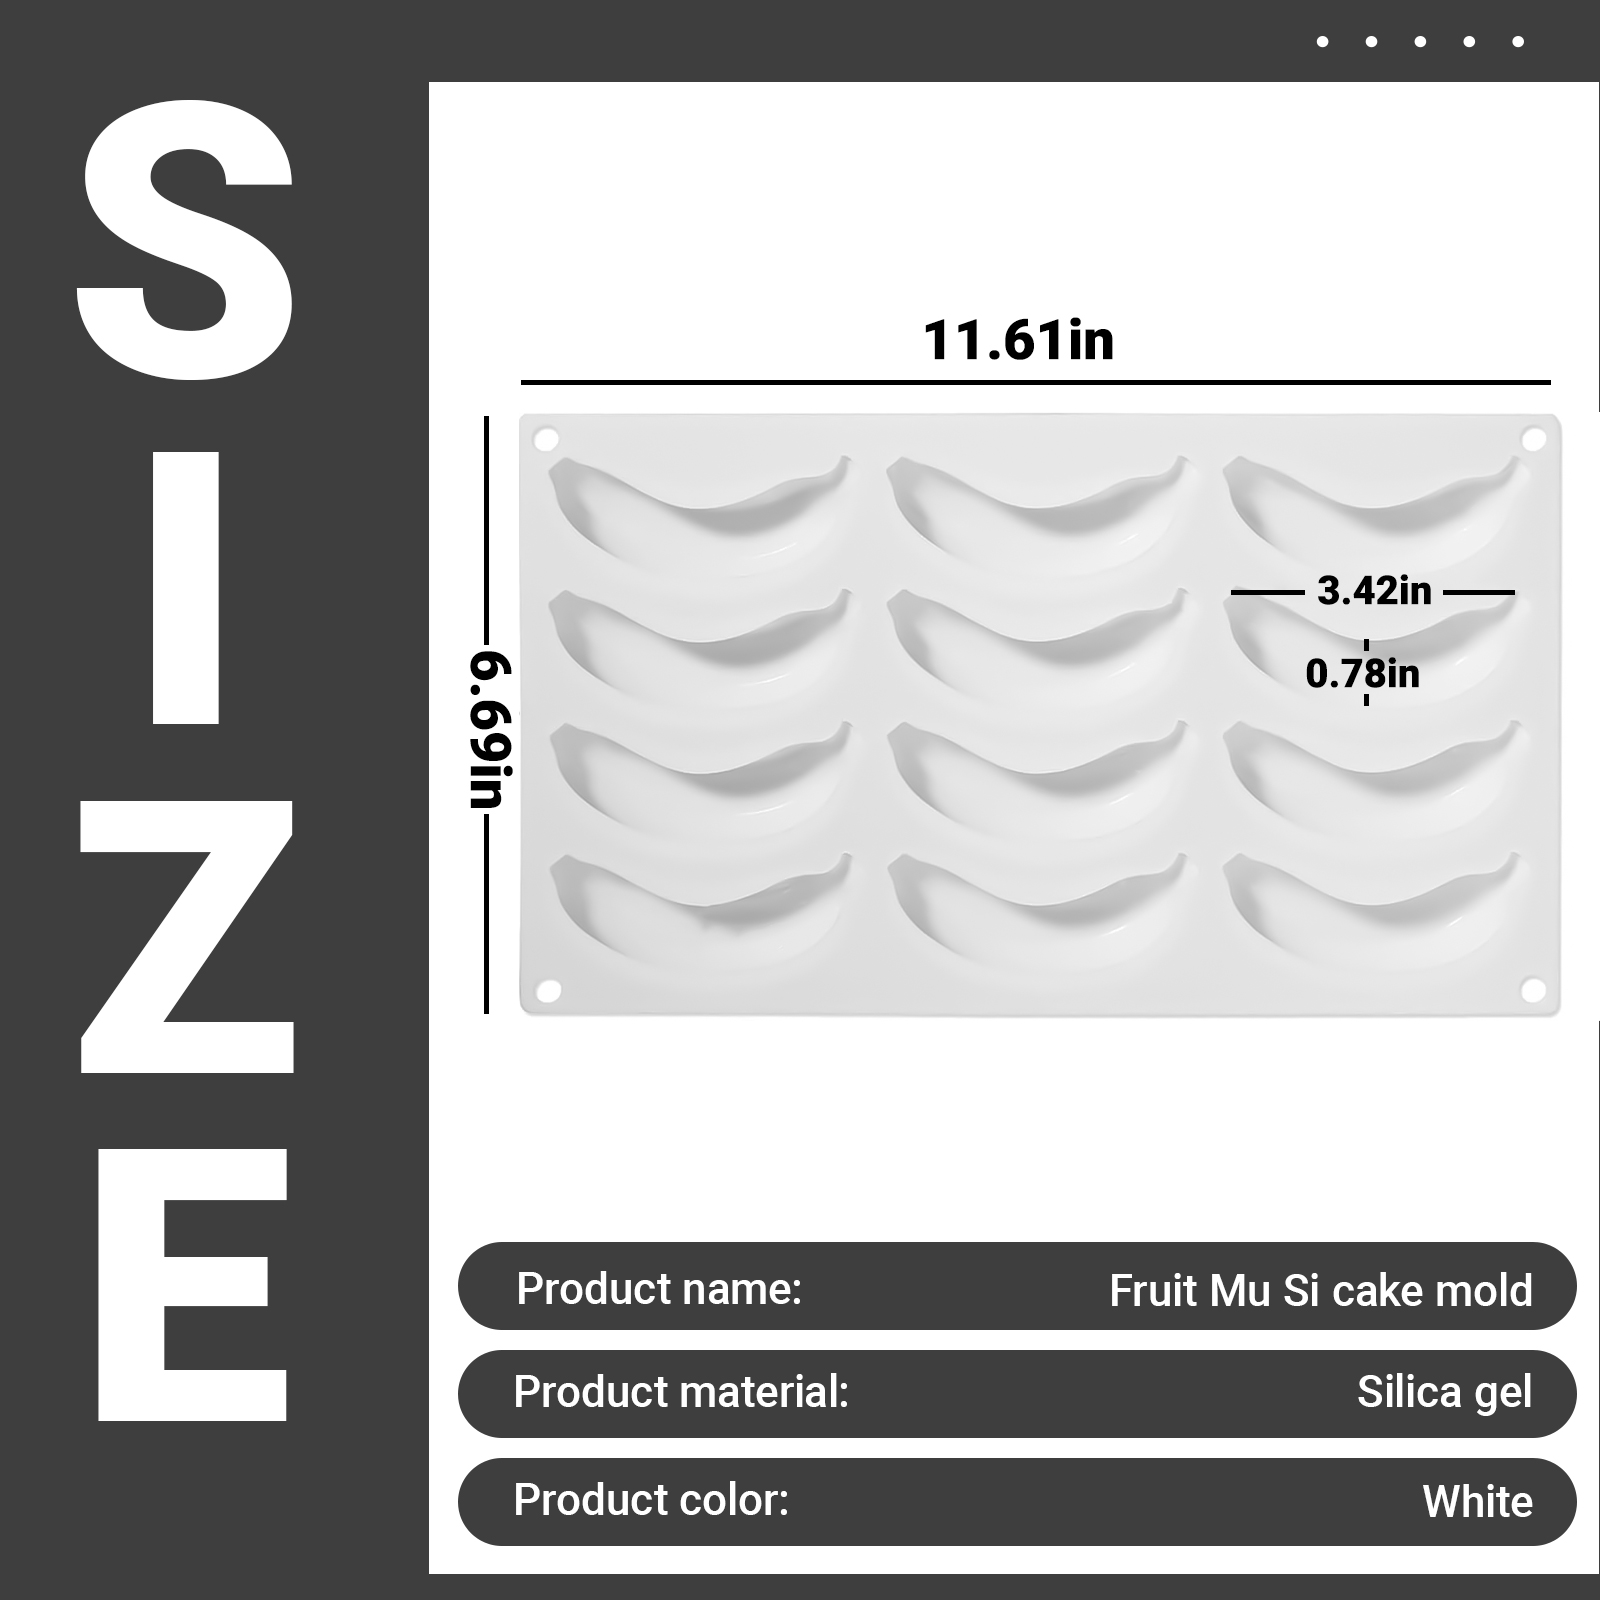 SIZE
11.61in
6.69in
3.42in
0.78in
Product name: Fruit Mu Si cake mold
Product material: Silica gel
Product color: White